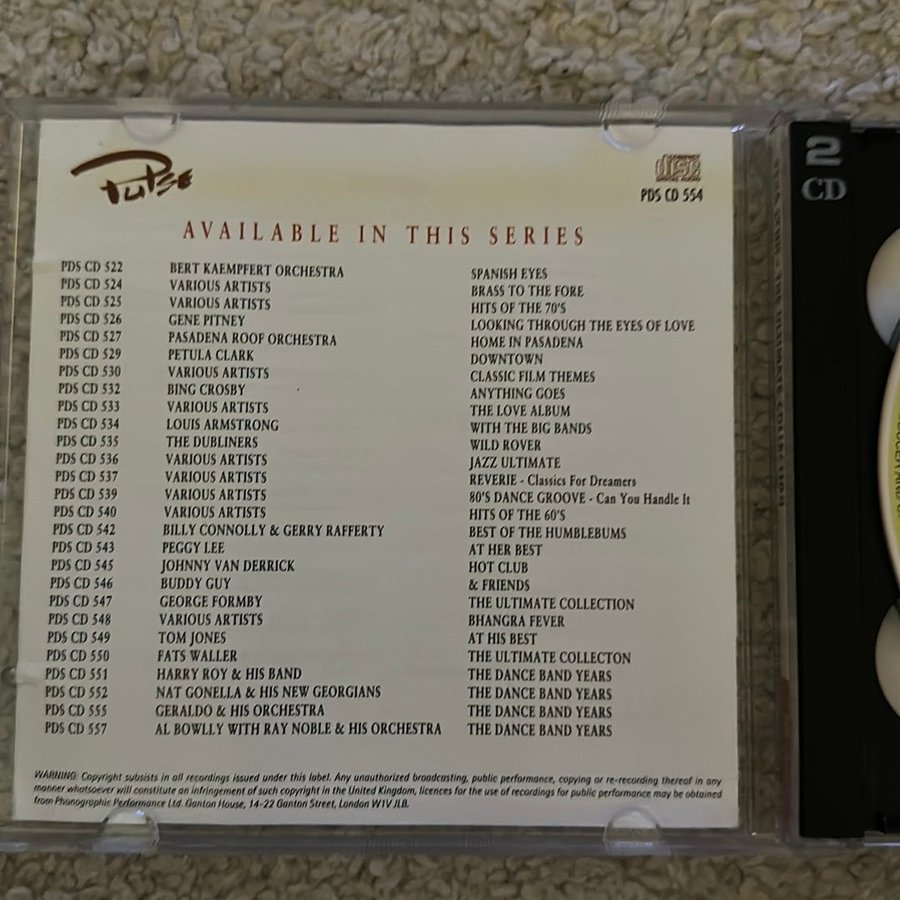 Pulse
COMPACT
disc
DIGITAL AUDIO
PDS CD 554
AVAILABLE IN THIS SERIES
PDS CD 522 BERT KAEMPFERT ORCHESTRA SPANISH EYES
PDS CD 524 VARIOUS ARTISTS BRASS TO THE FORE
PDS CD 525 VARIOUS ARTISTS HITS OF THE 70'S
PDS CD 526 GENE PITNEY LOOKING THROUGH THE EYES OF LOVE
PDS CD 527 PASADENA ROOF ORCHESTRA HOME IN PASADENA
PDS CD 529 PETULA CLARK DOWNTOWN
PDS CD 530 VARIOUS ARTISTS CLASSIC FILM THEMES
PDS CD 532 BING CROSBY ANYTHING GOES
PDS CD 533 VARIOUS ARTISTS THE LOVE ALBUM
PDS CD 534 LOUIS ARMSTRONG WITH THE BIG BANDS
PDS CD 535 THE DUBLINERS WILD ROVER
PDS CD 536 VARIOUS ARTISTS JAZZ ULTIMATE
PDS CD 537 VARIOUS ARTISTS REVERIE - Classics For Dreamers
PDS CD 539 VARIOUS ARTISTS 80'S DANCE GROOVE - Can You Handle It
PDS CD 540 VARIOUS ARTISTS HITS OF THE 60'S
PDS CD 542 BILLY CONNOLLY & GERRY RAFFERTY BEST OF THE HUMBLEBUMS
PDS CD 543 PEGGY LEE AT HER BEST
PDS CD 545 JOHNNY VAN DERRICK HOT CLUB
PDS CD 546 BUDDY GUY & FRIENDS
PDS CD 547 GEORGE FORMBY THE ULTIMATE COLLECTION
PDS CD 548 VARIOUS ARTISTS BHANGRA FEVER
PDS CD 549 TOM JONES AT HIS BEST
PDS CD 550 FATS WALLER THE ULTIMATE COLLECTON
PDS CD 551 HARRY ROY & HIS BAND THE DANCE BAND YEARS
PDS CD 552 NAT GONELLA & HIS NEW GEORGIANS THE DANCE BAND YEARS
PDS CD 555 GERALDO & HIS ORCHESTRA THE DANCE BAND YEARS
PDS CD 557 AL BOWLLY WITH RAY NOBLE & HIS ORCHESTRA THE DANCE BAND YEARS
WARNING: Copyright subsists in all recordings issued under this label. Any unauthorized broadcasting, public performance, copying or re-recording thereof in any
manner whatsoever will constitute an infringement of such copyright in the United Kingdom, licences for the use of recordings for public performance may be obtained
from Phonographic Performance Ltd. Ganton House, 14-22 Ganton Street, London W1V JLB.
2
CD